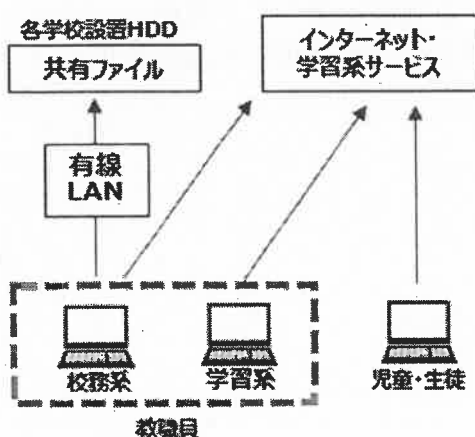 各学校設置HDD
共有ファイル
インターネット・
学習系サービス
有線
LAN
校務系
学習系
児童・生徒
教職員